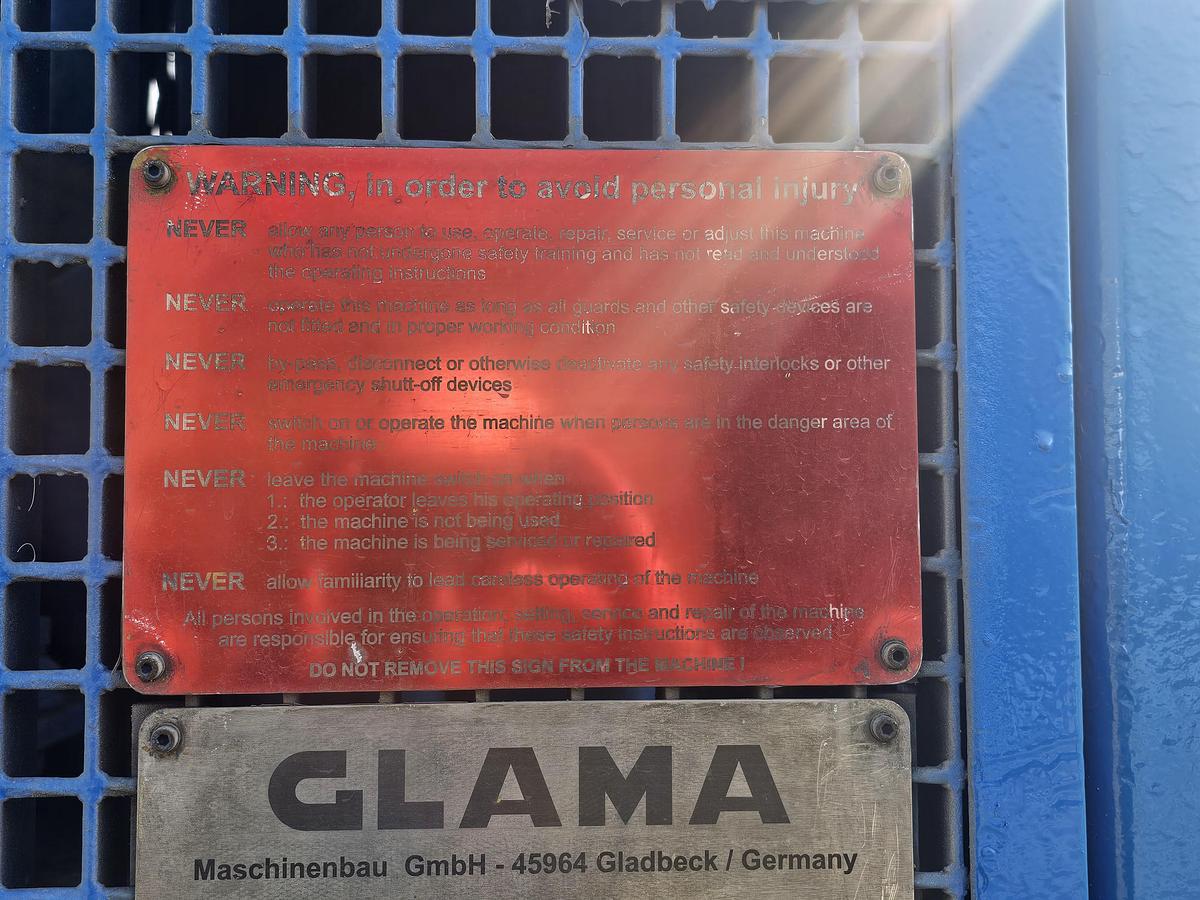 WARNING, in order to avoid personal injury
NEVER allow any person to use, operate, repair, service or adjust this machine
who has not undergone safety training and has not read and understood
the operating instructions
NEVER operate this machine as long as all guards and other safety devices are
not fitted and in proper working condition
NEVER by-pass, disconnect or otherwise deactivate any safety interlocks or other
emergency shutt-off devices
NEVER switch on or operate the machine when persons are in the danger area of
the machine
NEVER leave the machine switch on when
1.: the operator leaves his operating position
2.: the machine is not being used
3.: the machine is being serviced or repaired
NEVER allow familiarity to lead careless operating of the machine
All persons involved in the operation, setting, service and repair of the machine
are responsible for ensuring that these safety instructions are observed
DO NOT REMOVE THIS SIGN FROM THE MACHINE !
GLAMA
Maschinenbau GmbH - 45964 Gladbeck / Germany